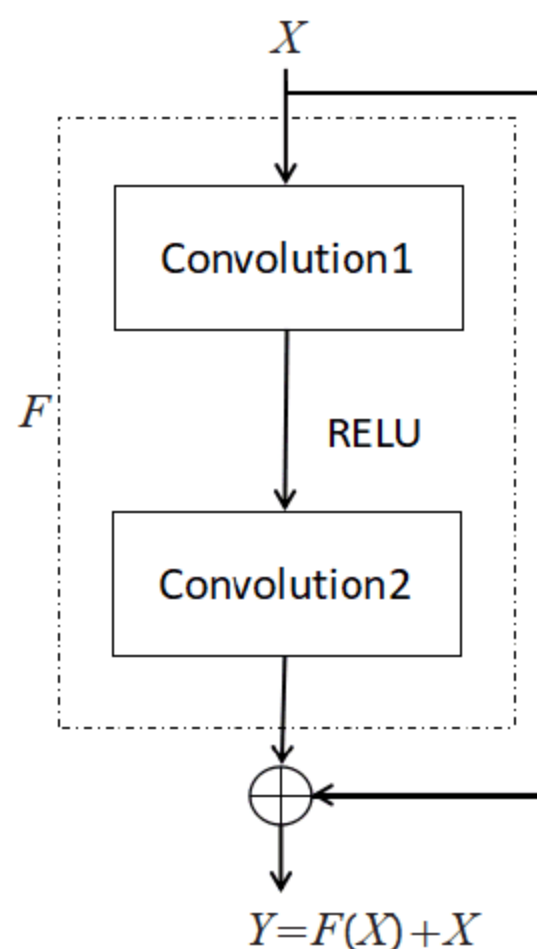 X
Convolution1
F
RELU
Convolution2
Y=F(X)+X